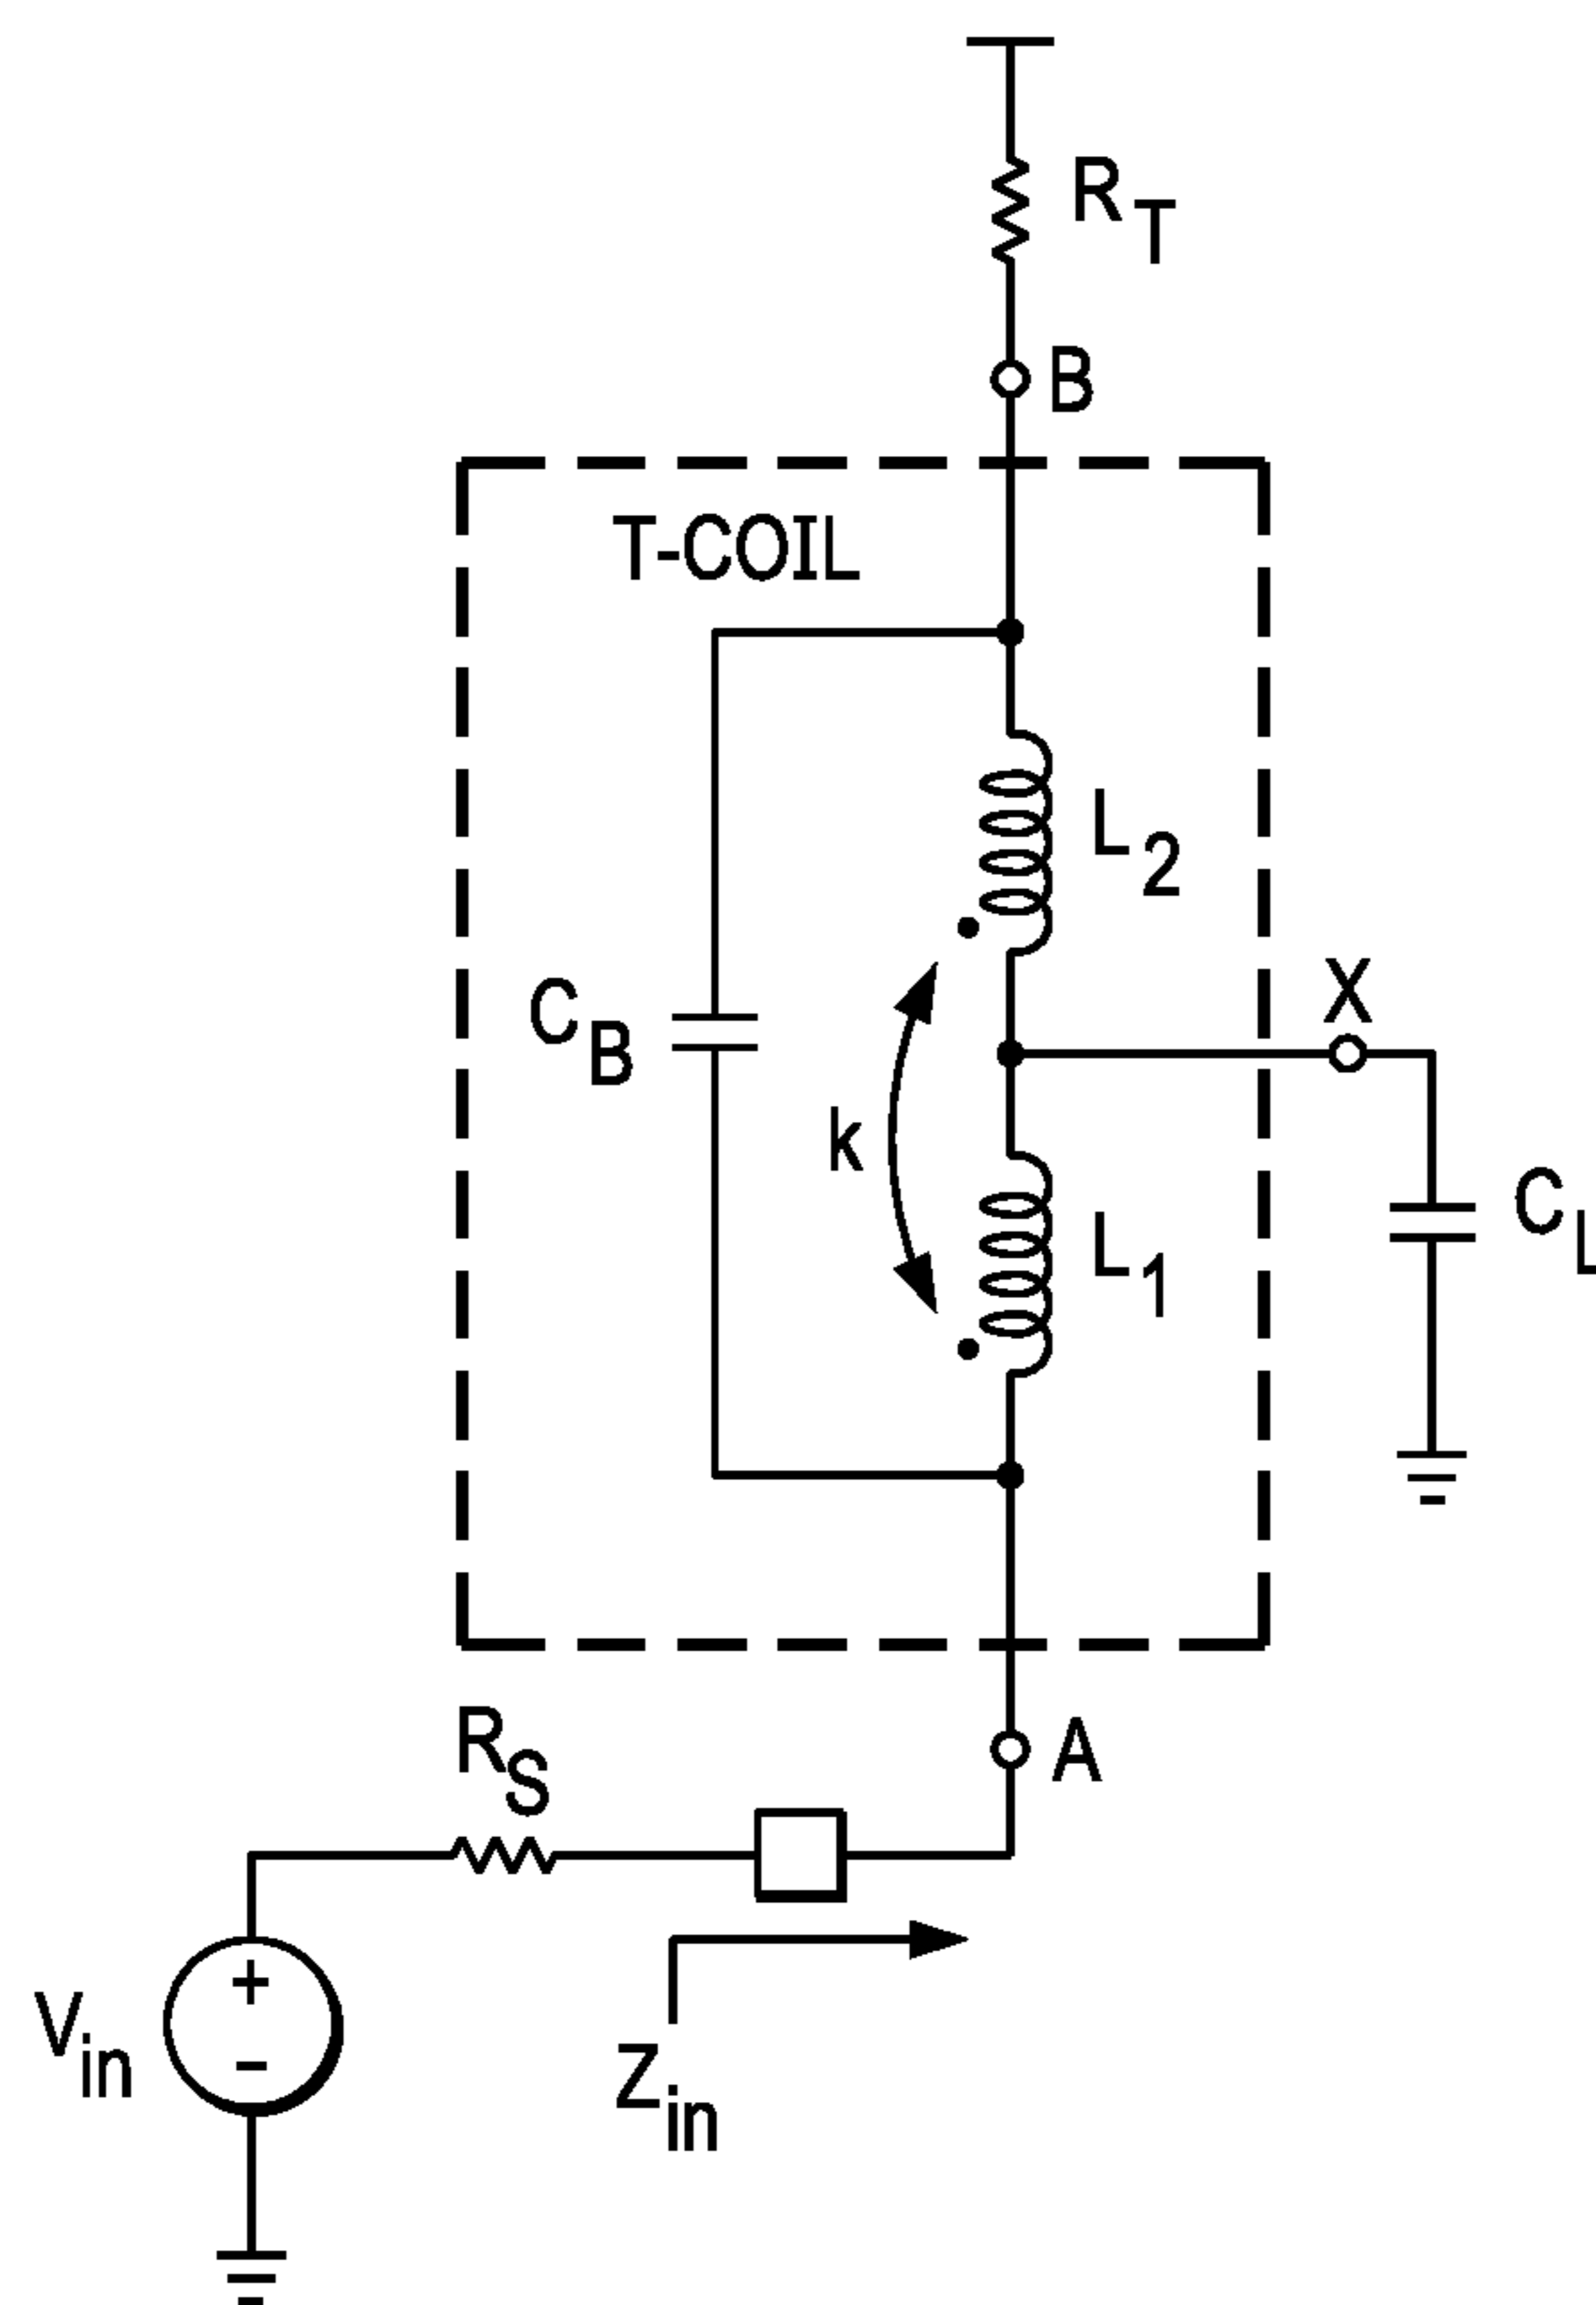 R_T
B
T-COIL
L_2
X
C_B
k
L_1
C_L
R_S
A
+
V_in
-
Z_in